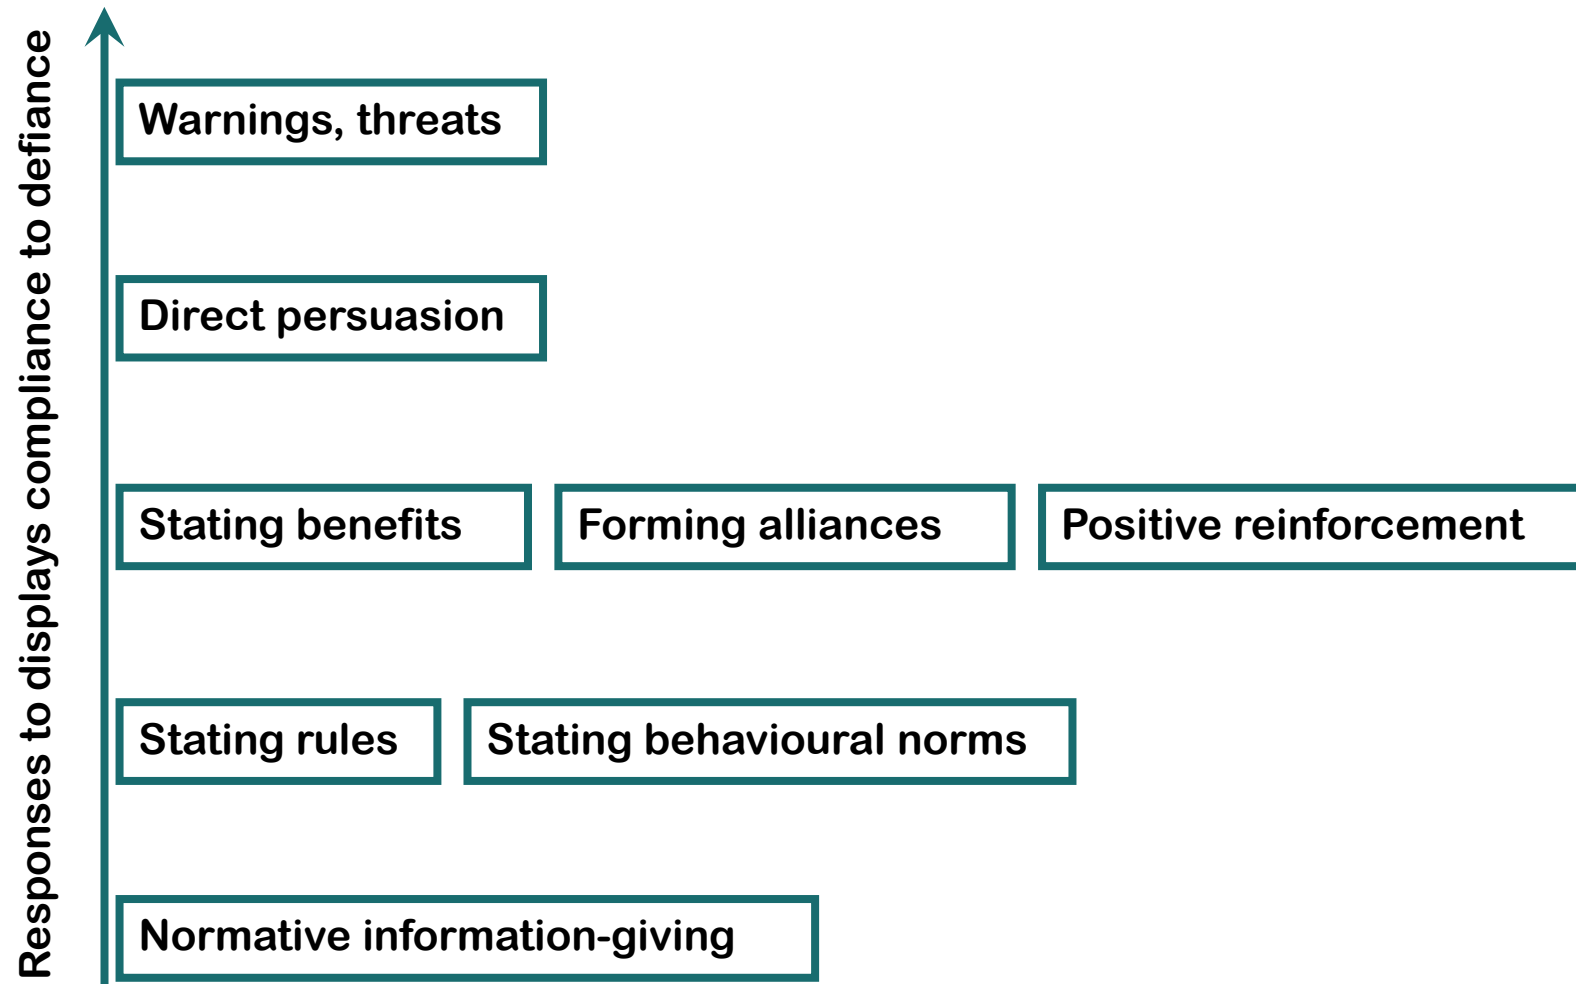 Responses to displays compliance to defiance
Warnings, threats
Direct persuasion
Stating benefits
Forming alliances
Positive reinforcement
Stating rules
Stating behavioural norms
Normative information-giving